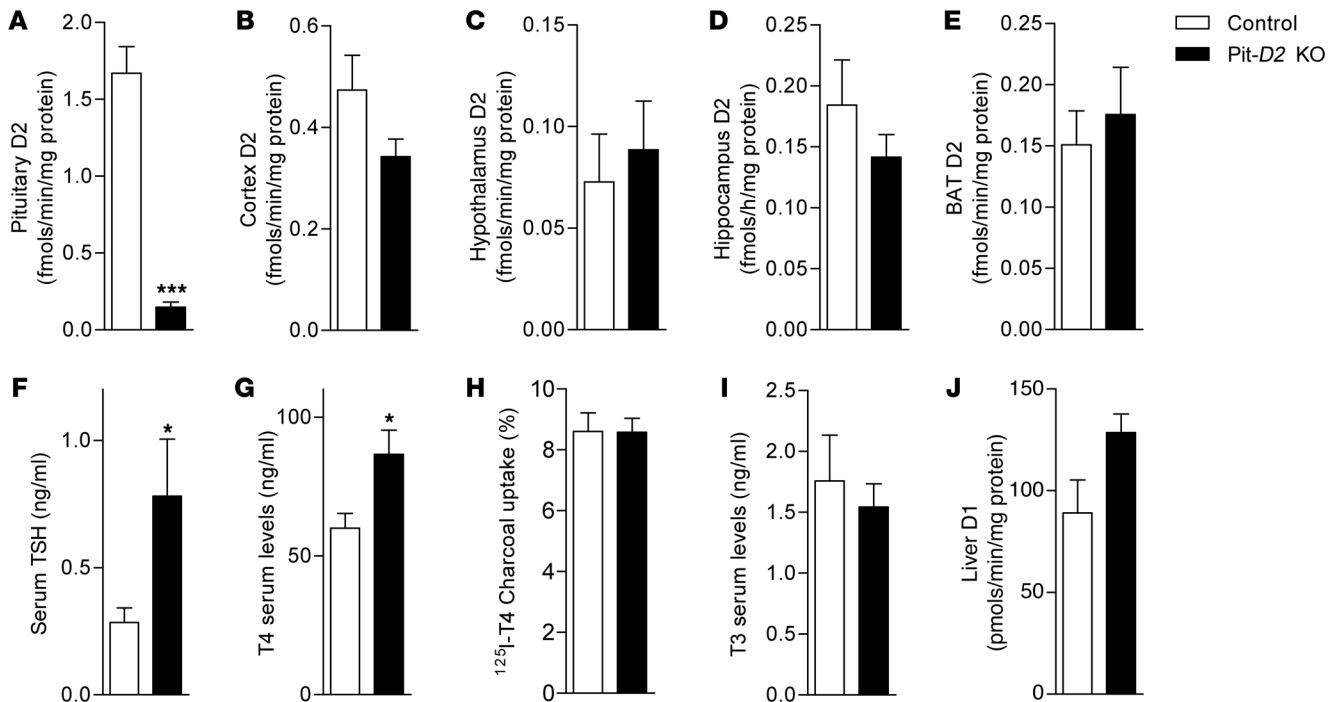 A
Pituitary D2
(fmols/min/mg protein)
2.0
1.5
1.0
0.5
0.0
***
B
Cortex D2
(fmols/min/mg protein)
0.6
0.4
0.2
0.0
C
Hypothalamus D2
(fmols/min/mg protein)
0.15
0.10
0.05
0.00
D
Hippocampus D2
(fmols/h/mg protein)
0.25
0.20
0.15
0.10
0.05
0.00
E
BAT D2
(fmols/min/mg protein)
0.25
0.20
0.15
0.10
0.05
0.00
Control
Pit-D2 KO
F
Serum TSH (ng/ml)
1.0
0.5
0.0
*
G
T4 serum levels (ng/ml)
100
50
0
*
H
¹²⁵I-T4 Charcoal uptake (%)
10
8
6
4
2
0
I
T3 serum levels (ng/ml)
2.5
2.0
1.5
1.0
0.5
0.0
J
Liver D1
(pmols/min/mg protein)
150
100
50
0